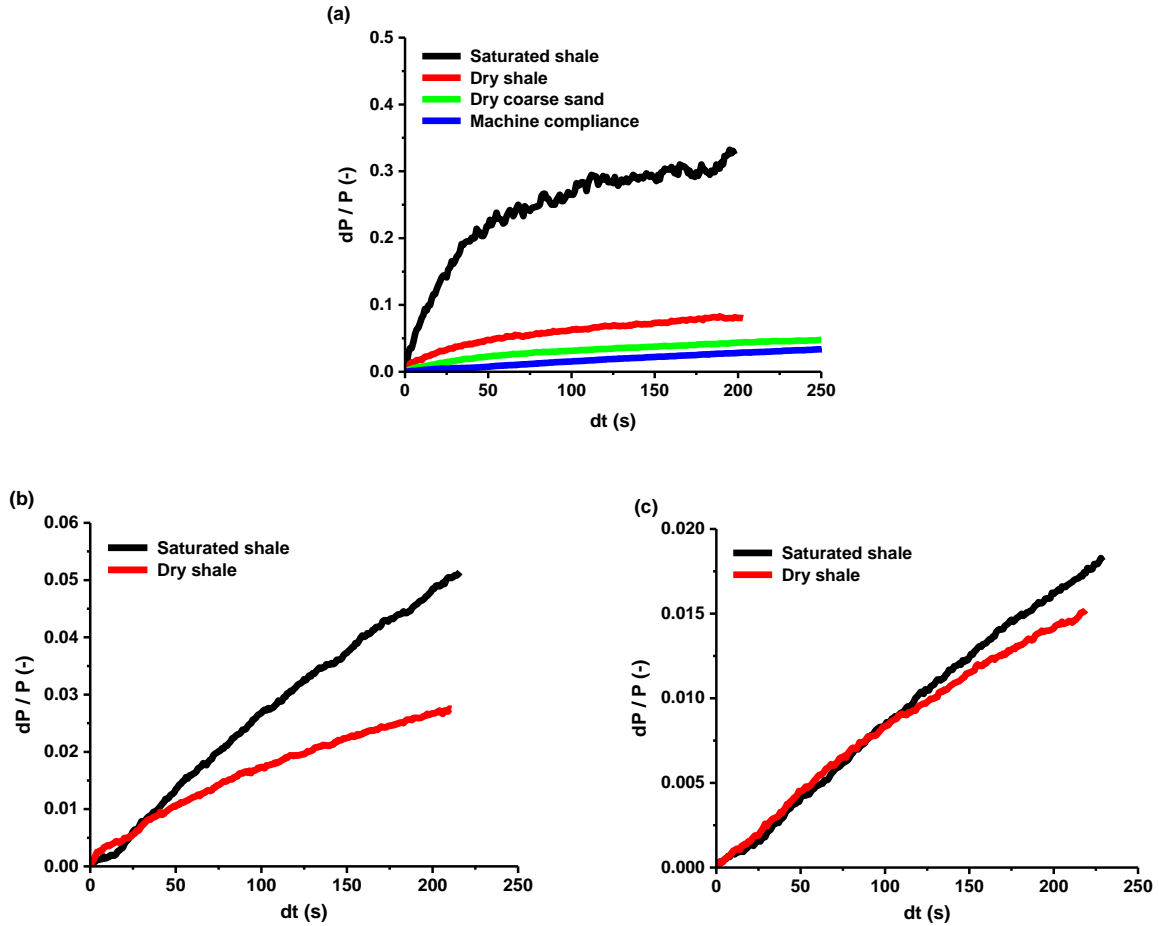 (a)
0.5
0.4
0.3
0.2
0.1
0.0
dP / P (-)
Saturated shale
Dry shale
Dry coarse sand
Machine compliance
0 50 100 150 200 250
dt (s)
(b)
0.06
0.05
0.04
0.03
0.02
0.01
0.00
dP / P (-)
Saturated shale
Dry shale
0 50 100 150 200 250
dt (s)
(c)
0.020
0.015
0.010
0.005
0.000
dP / P (-)
Saturated shale
Dry shale
0 50 100 150 200 250
dt (s)